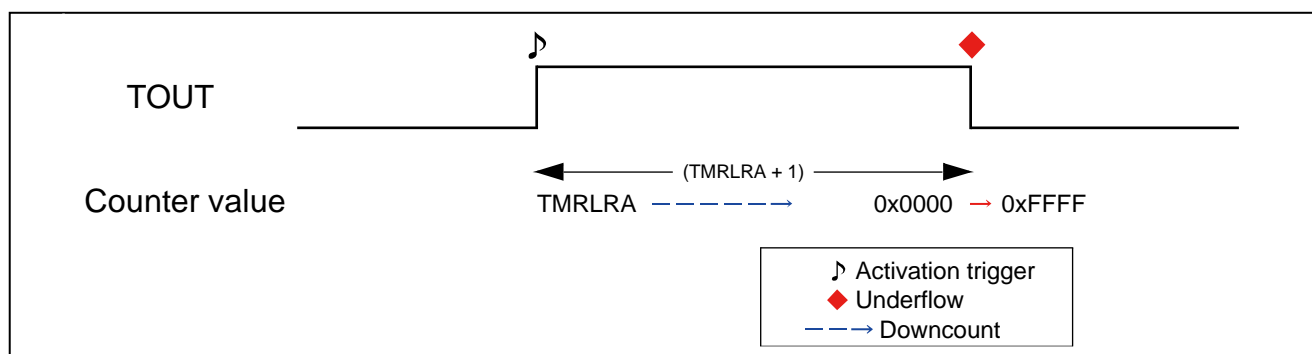 TOUT
(TMRLRA + 1)
Counter value
TMRLRA
0x0000
0xFFFF
Activation trigger
Underflow
Downcount